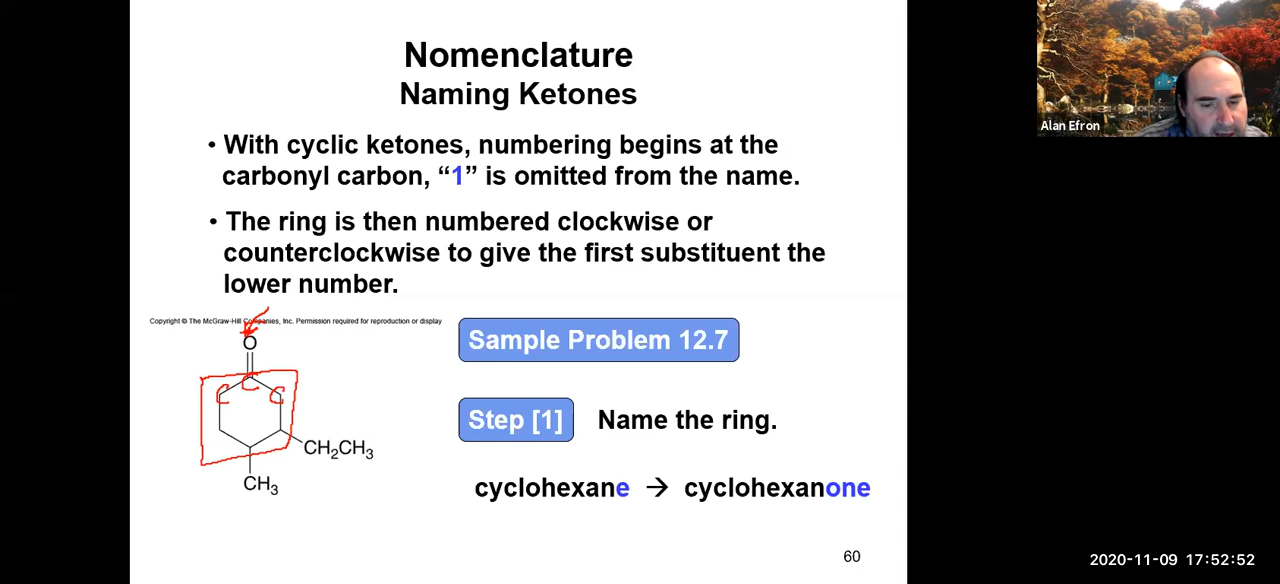 Nomenclature
Naming Ketones
• With cyclic ketones, numbering begins at the
carbonyl carbon, “1” is omitted from the name.
• The ring is then numbered clockwise or
counterclockwise to give the first substituent the
lower number.
Copyright © The McGraw-Hill Companies, Inc. Permission required for reproduction or display
O
C
C C
CH2CH3
CH3
Sample Problem 12.7
Step [1] Name the ring.
cyclohexane → cyclohexanone
60
Alan Efron
2020-11-09 17:52:52